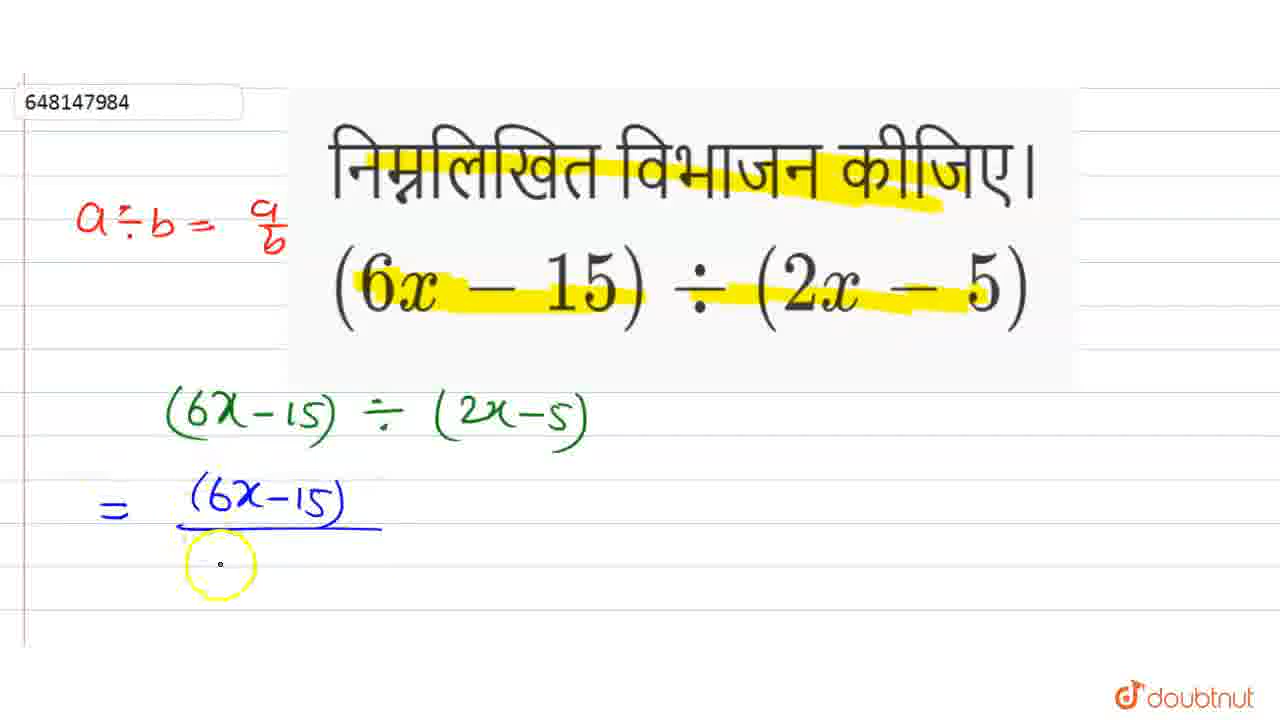 648147984
निम्नलिखित विभाजन कीजिए।
a÷b = a/b
(6x − 15) ÷ (2x − 5)
(6x−15) ÷ (2x−5)
= (6x−15)
doubtnut